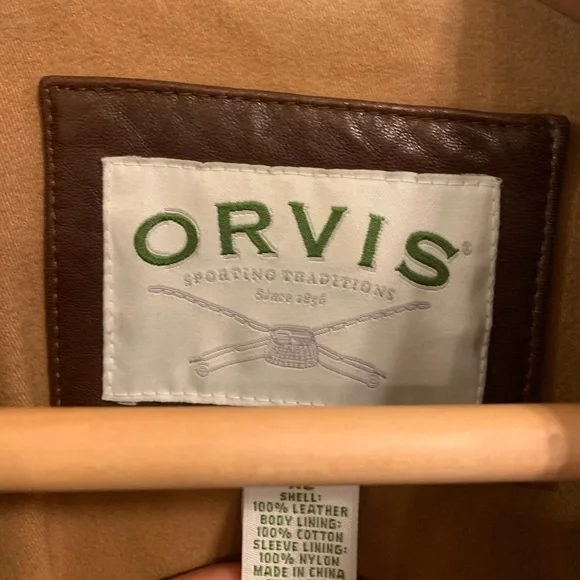 ORVIS®
SPORTING TRADITIONS
Since 1856
SHELL:
100% LEATHER
BODY LINING:
100% COTTON
SLEEVE LINING:
100% NYLON
MADE IN CHINA